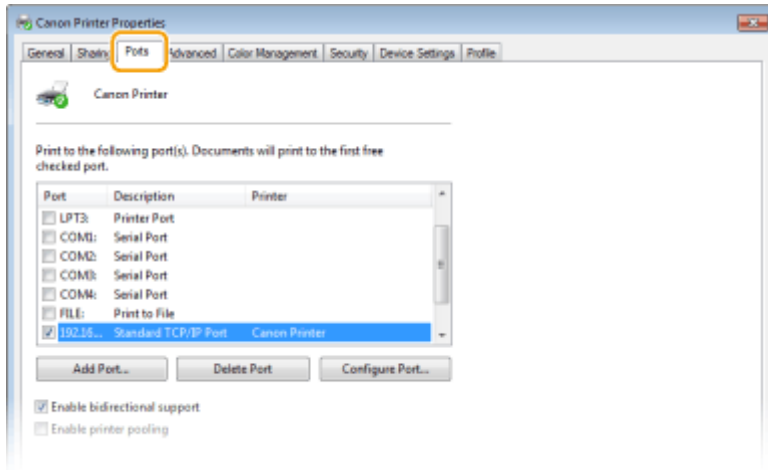 Canon Printer Properties
General Sharing Ports Advanced Color Management Security Device Settings Profile
Canon Printer
Print to the following port(s). Documents will print to the first free
checked port.
Port Description Printer
LPT3: Printer Port
COM1: Serial Port
COM2: Serial Port
COM3: Serial Port
COM4: Serial Port
FILE: Print to File
192.16... Standard TCP/IP Port Canon Printer
Add Port... Delete Port Configure Port...
Enable bidirectional support
Enable printer pooling